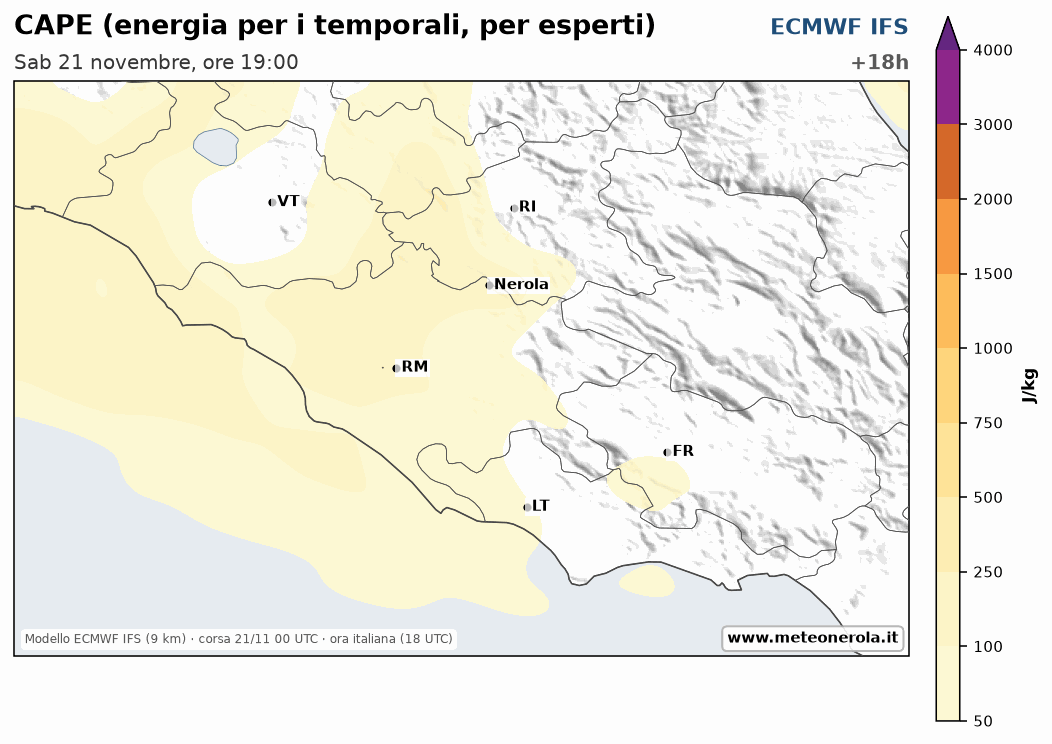 CAPE (energia per i temporali, per esperti)
ECMWF IFS
Sab 21 novembre, ore 19:00
+18h
VT
RI
Nerola
RM
FR
LT
Modello ECMWF IFS (9 km) · corsa 21/11 00 UTC · ora italiana (18 UTC)
www.meteonerola.it
4000
3000
2000
1500
1000
750
500
250
100
50
J/kg